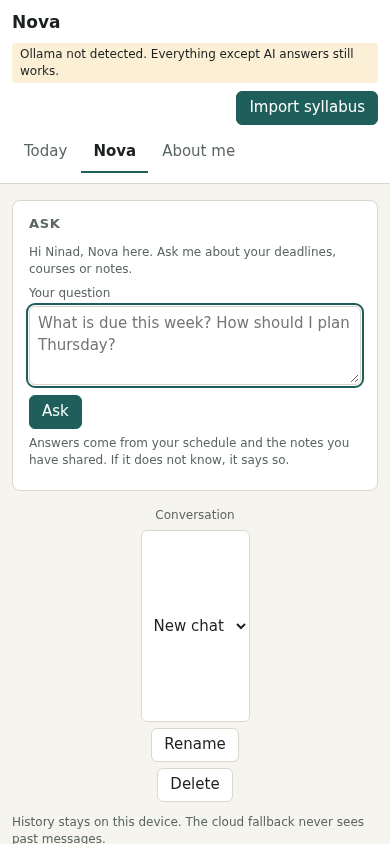 Nova
Ollama not detected. Everything except AI answers still
works.
Import syllabus
Today Nova About me
ASK
Hi Ninad, Nova here. Ask me about your deadlines,
courses or notes.
Your question
What is due this week? How should I plan
Thursday?
Ask
Answers come from your schedule and the notes you
have shared. If it does not know, it says so.
Conversation
New chat
Rename
Delete
History stays on this device. The cloud fallback never sees
past messages.